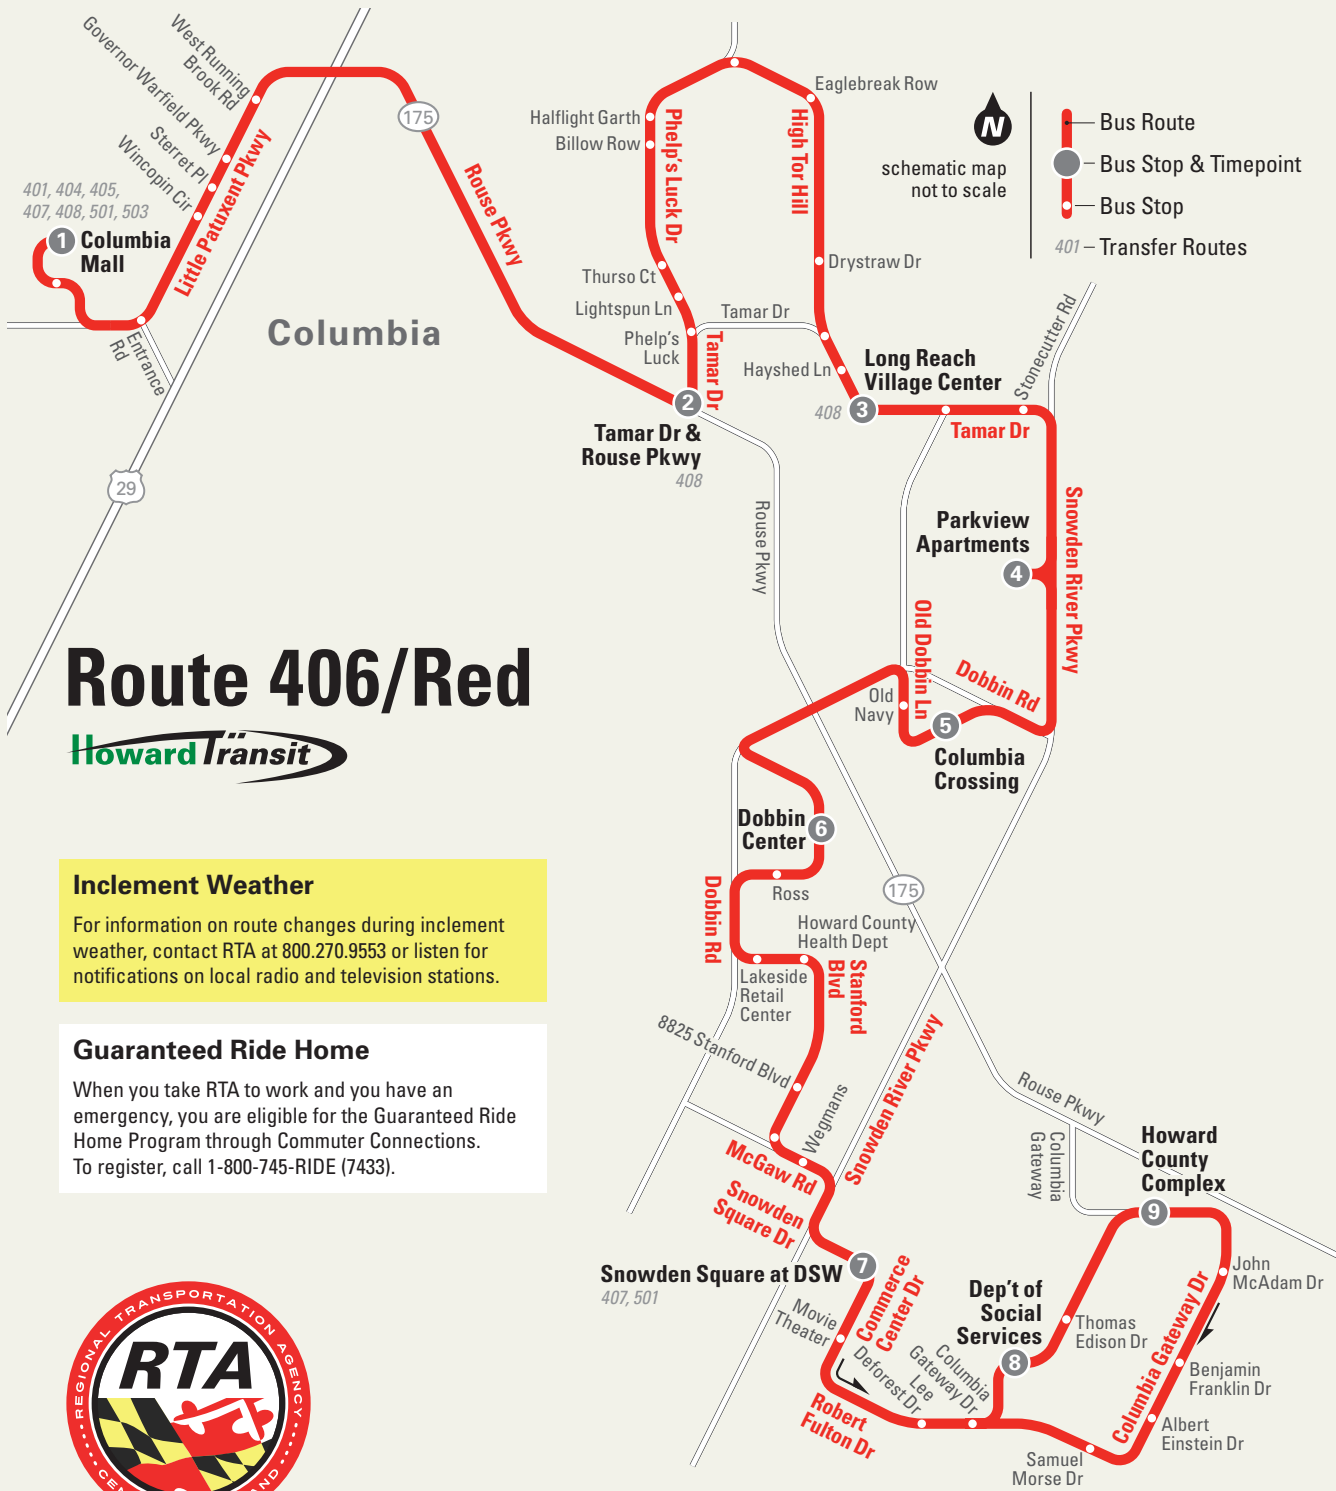 West Running
Brook Rd
Governor Warfield Pkwy
Sterret Pl
Wincopin Cir
401, 404, 405,
407, 408, 501, 503
1
Columbia
Mall
Little Patuxent Pkwy
Entrance
Rd
29
175
Rouse Pkwy
Columbia
Halflight Garth
Billow Row
Phelp's Luck Dr
Thurso Ct
Lightspun Ln
Phelp's
Luck
Tamar Dr
Tamar Dr
2
Tamar Dr &
Rouse Pkwy
408
Eaglebreak Row
High Tor Hill
Drystraw Dr
Hayshed Ln
Long Reach
Village Center
408
3
Tamar Dr
Stonecutter Rd
N
schematic map
not to scale
Bus Route
Bus Stop & Timepoint
Bus Stop
401 – Transfer Routes
Rouse Pkwy
Snowden River Pkwy
Parkview
Apartments
4
Old Dobbin Ln
Dobbin Rd
Old
Navy
5
Columbia
Crossing
Route 406/Red
HowardTränsit
Dobbin
Center
6
Ross
Dobbin Rd
175
Howard County
Health Dept
Lakeside
Retail
Center
Stanford
Blvd
8825 Stanford Blvd
Wegmans
McGaw Rd
Snowden River Pkwy
Snowden
Square Dr
Snowden Square at DSW
407, 501
7
Movie
Theater
Commerce
Center Dr
Robert
Fulton Dr
Lee
Deforest Dr
Columbia
Gateway Dr
Dep't of
Social
Services
8
Thomas
Edison Dr
Rouse Pkwy
Columbia
Gateway
Howard
County
Complex
9
John
McAdam Dr
Columbia Gateway Dr
Benjamin
Franklin Dr
Albert
Einstein Dr
Samuel
Morse Dr
Inclement Weather
For information on route changes during inclement
weather, contact RTA at 800.270.9553 or listen for
notifications on local radio and television stations.
Guaranteed Ride Home
When you take RTA to work and you have an
emergency, you are eligible for the Guaranteed Ride
Home Program through Commuter Connections.
To register, call 1-800-745-RIDE (7433).
REGIONAL TRANSPORTATION AGENCY
RTA